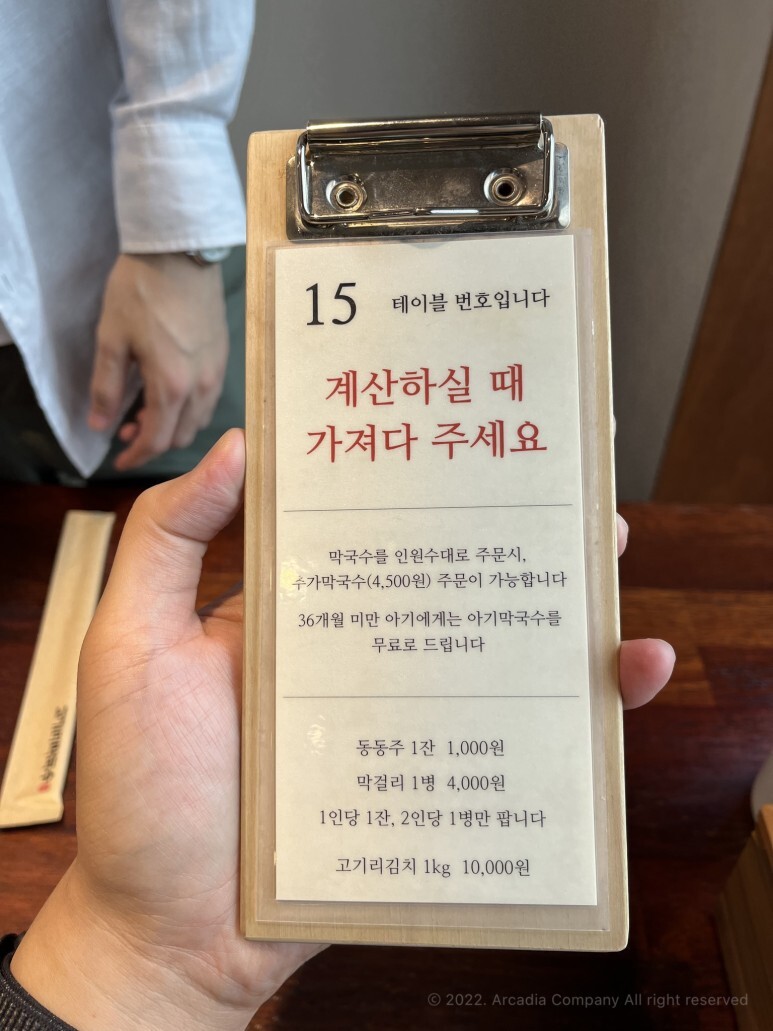 15 테이블 번호입니다
계산하실 때
가져다 주세요
막국수를 인원수대로 주문시,
추가막국수(4,500원) 주문이 가능합니다
36개월 미만 아기에게는 아기막국수를
무료로 드립니다
동동주 1잔 1,000원
막걸리 1병 4,000원
1인당 1잔, 2인당 1병만 팝니다
고기리김치 1kg 10,000원
© 2022. Arcadia Company All right reserved